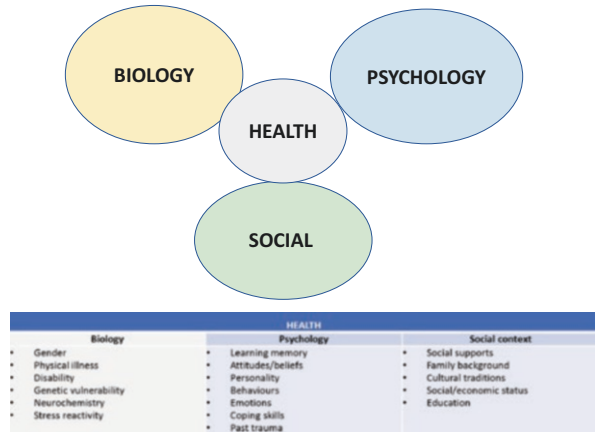 BIOLOGY
PSYCHOLOGY
HEALTH
SOCIAL
HEALTH
Biology Psychology Social context
• Gender • Learning memory • Social supports
• Physical illness • Attitudes/beliefs • Family background
• Disability • Personality • Cultural traditions
• Genetic vulnerability • Behaviours • Social/economic status
• Neurochemistry • Emotions • Education
• Stress reactivity • Coping skills
• Past trauma